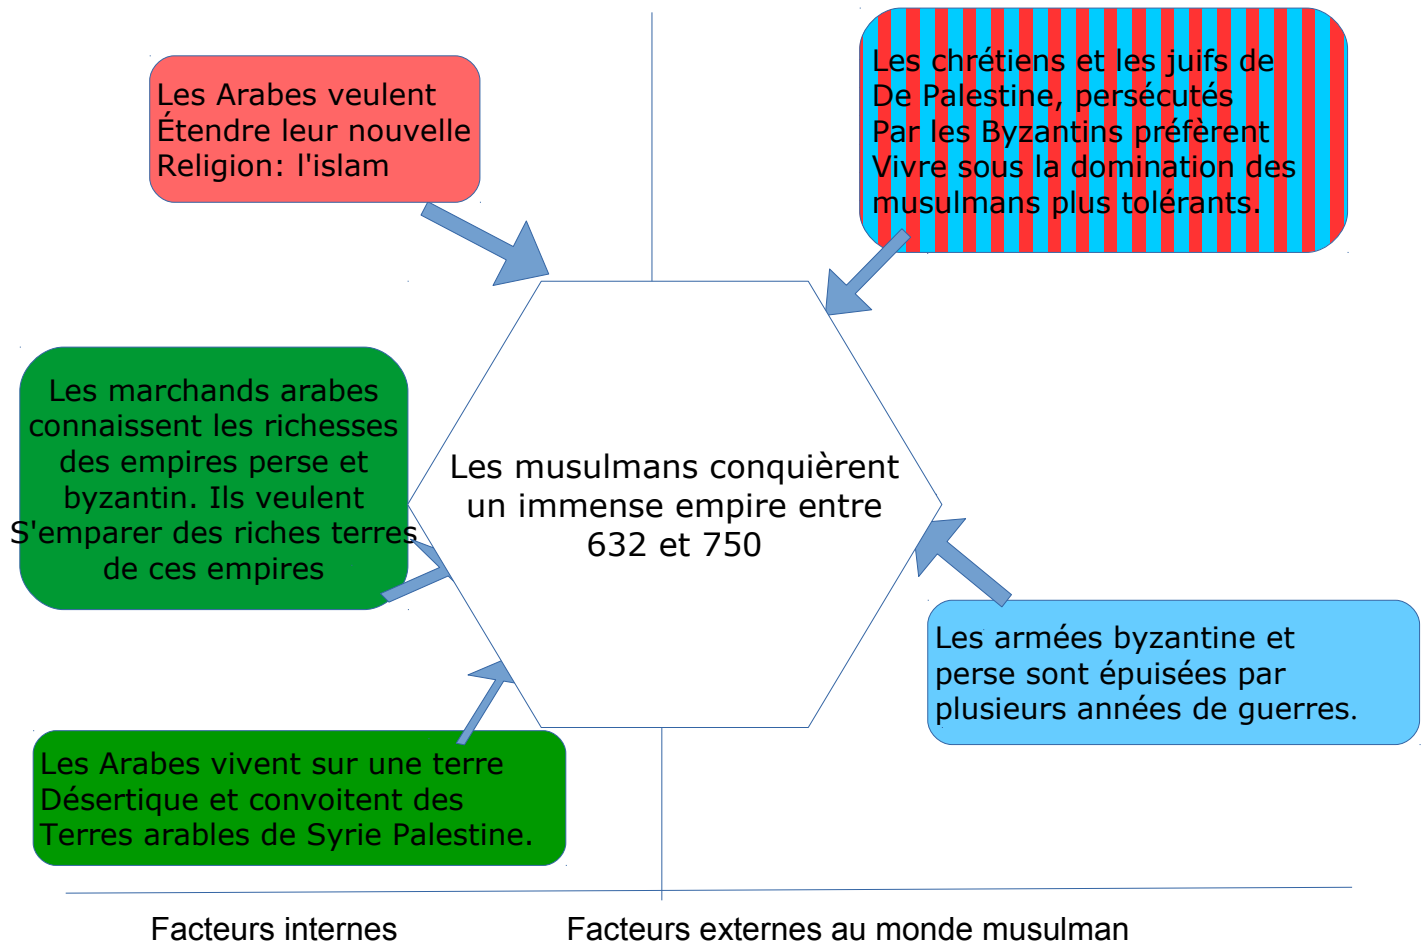 Les Arabes veulent
Étendre leur nouvelle
Religion: l'islam
Les chrétiens et les juifs de
De Palestine, persécutés
Par les Byzantins préfèrent
Vivre sous la domination des
musulmans plus tolérants.
Les marchands arabes
connaissent les richesses
des empires perse et
byzantin. Ils veulent
S'emparer des riches terres
de ces empires
Les musulmans conquièrent
un immense empire entre
632 et 750
Les armées byzantine et
perse sont épuisées par
plusieurs années de guerres.
Les Arabes vivent sur une terre
Désertique et convoitent des
Terres arables de Syrie Palestine.
Facteurs internes
Facteurs externes au monde musulman